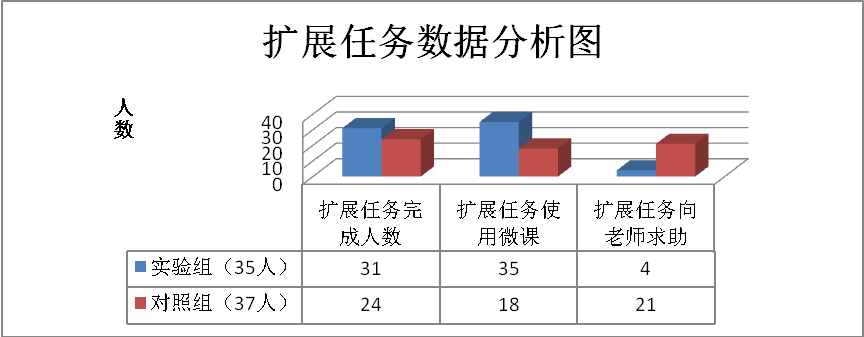 扩展任务数据分析图
人
数
40
30
20
10
0
扩展任务完
成人数
扩展任务使
用微课
扩展任务向
老师求助
实验组（35人） 31 35 4
对照组（37人） 24 18 21